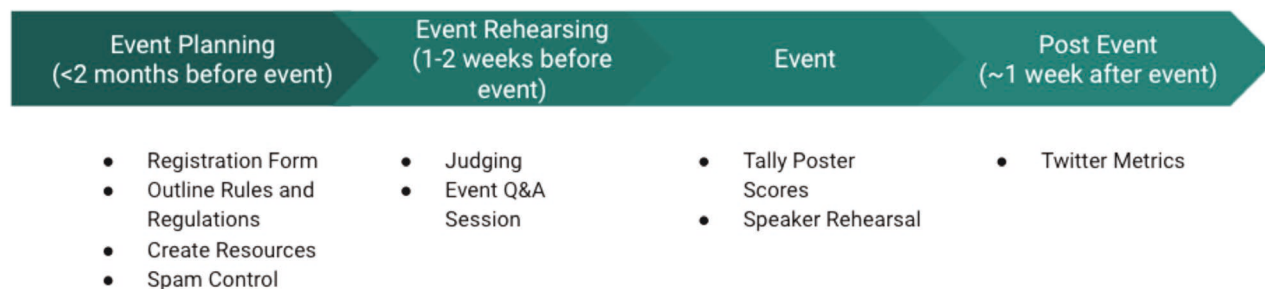 Event Planning
(<2 months before event)
Event Rehearsing
(1-2 weeks before
event)
Event
Post Event
(~1 week after event)
● Registration Form
● Outline Rules and
Regulations
● Create Resources
● Spam Control
● Judging
● Event Q&A
Session
● Tally Poster
Scores
● Speaker Rehearsal
● Twitter Metrics